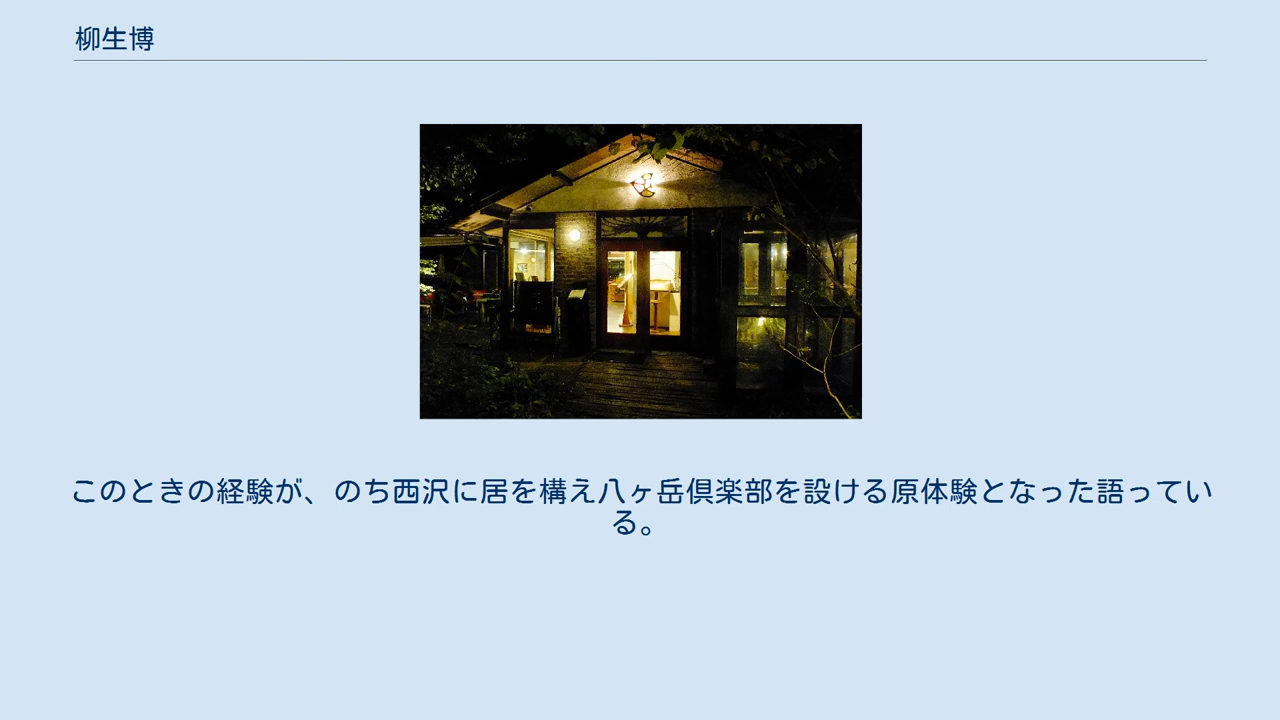 柳生博
このときの経験が、のち西沢に居を構え八ヶ岳倶楽部を設ける原体験となった語ってい
る。